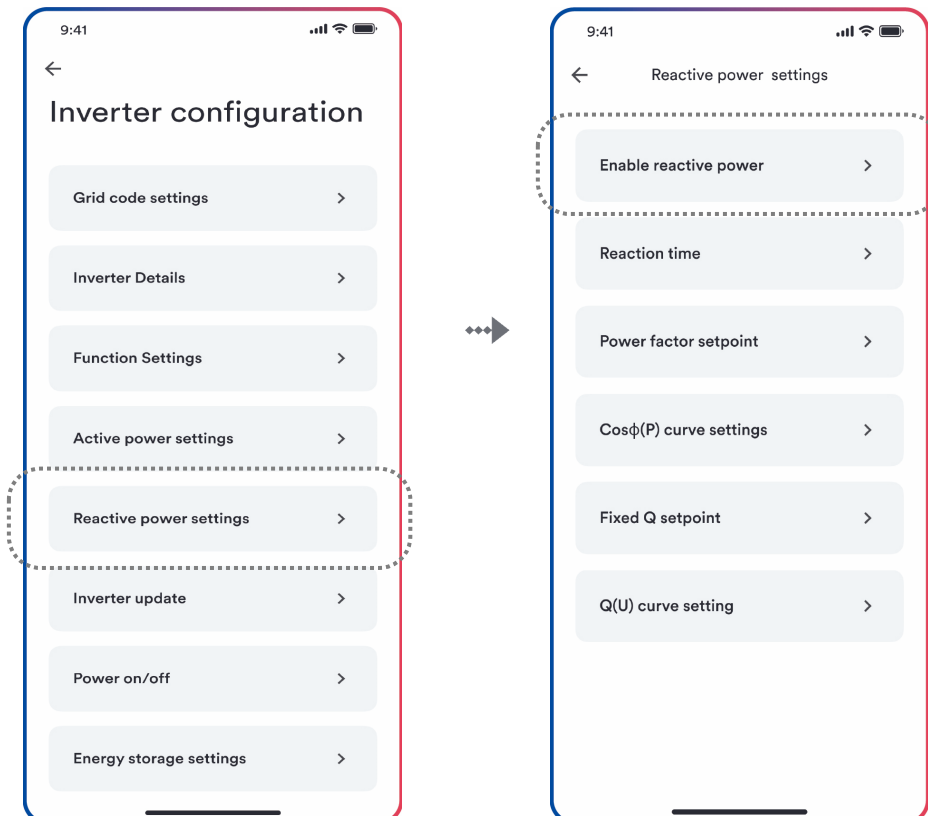 9:41
Inverter configuration
Grid code settings
Inverter Details
Function Settings
Active power settings
Reactive power settings
Inverter update
Power on/off
Energy storage settings
9:41
Reactive power settings
Enable reactive power
Reaction time
Power factor setpoint
Cosϕ(P) curve settings
Fixed Q setpoint
Q(U) curve setting